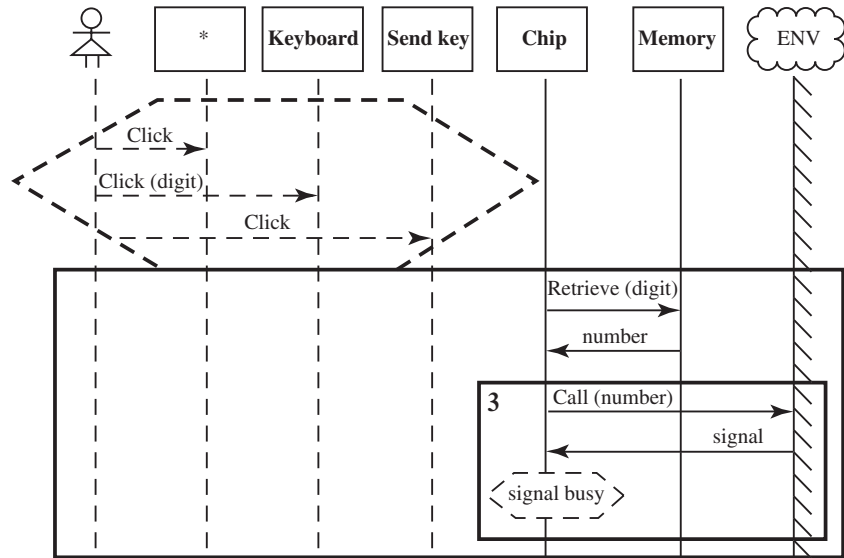 *
Keyboard
Send key
Chip
Memory
ENV
Click
Click (digit)
Click
Retrieve (digit)
number
3
Call (number)
signal
signal busy